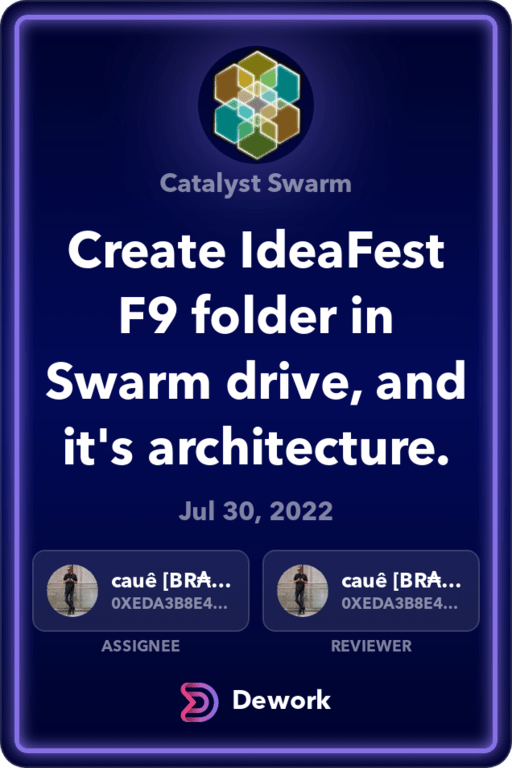 Catalyst Swarm
Create IdeaFest
F9 folder in
Swarm drive, and
it's architecture.
Jul 30, 2022
cauê [BR₳...
0XEDA3B8E4...
ASSIGNEE
cauê [BR₳...
0XEDA3B8E4...
REVIEWER
Dework